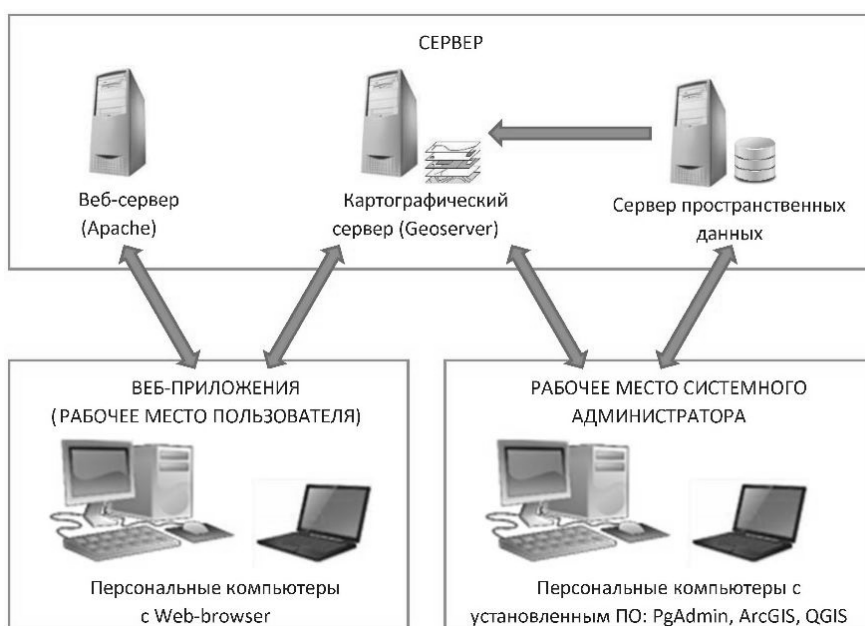 СЕРВЕР
Веб-сервер
(Apache)
Картографический
сервер (Geoserver)
Сервер пространственных
данных
ВЕБ-ПРИЛОЖЕНИЯ
(РАБОЧЕЕ МЕСТО ПОЛЬЗОВАТЕЛЯ)
Персональные компьютеры
с Web-browser
РАБОЧЕЕ МЕСТО СИСТЕМНОГО
АДМИНИСТРАТОРА
Персональные компьютеры с
установленным ПО: PgAdmin, ArcGIS, QGIS